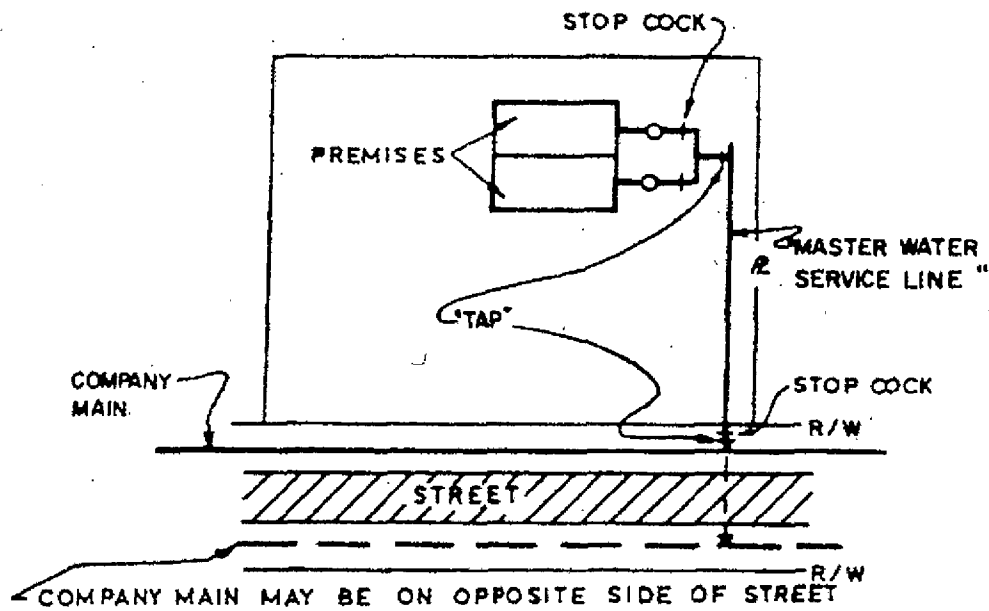 STOP COCK
PREMISES
"MASTER WATER
SERVICE LINE"
"TAP"
COMPANY
MAIN
STOP COCK
R/W
STREET
R/W
COMPANY MAIN MAY BE ON OPPOSITE SIDE OF STREET